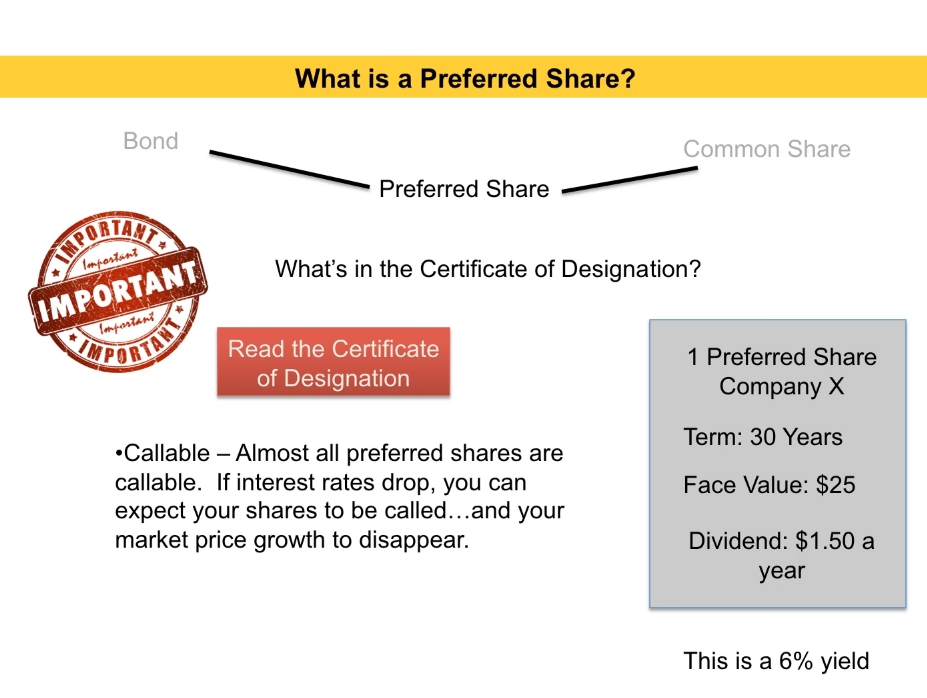 What is a Preferred Share?
Bond
Common Share
Preferred Share
IMPORTANT
Important
IMPORTANT
Important
IMPORTANT
What’s in the Certificate of Designation?
Read the Certificate
of Designation
•Callable – Almost all preferred shares are
callable.  If interest rates drop, you can
expect your shares to be called…and your
market price growth to disappear.
1 Preferred Share
Company X
Term: 30 Years
Face Value: $25
Dividend: $1.50 a
year
This is a 6% yield